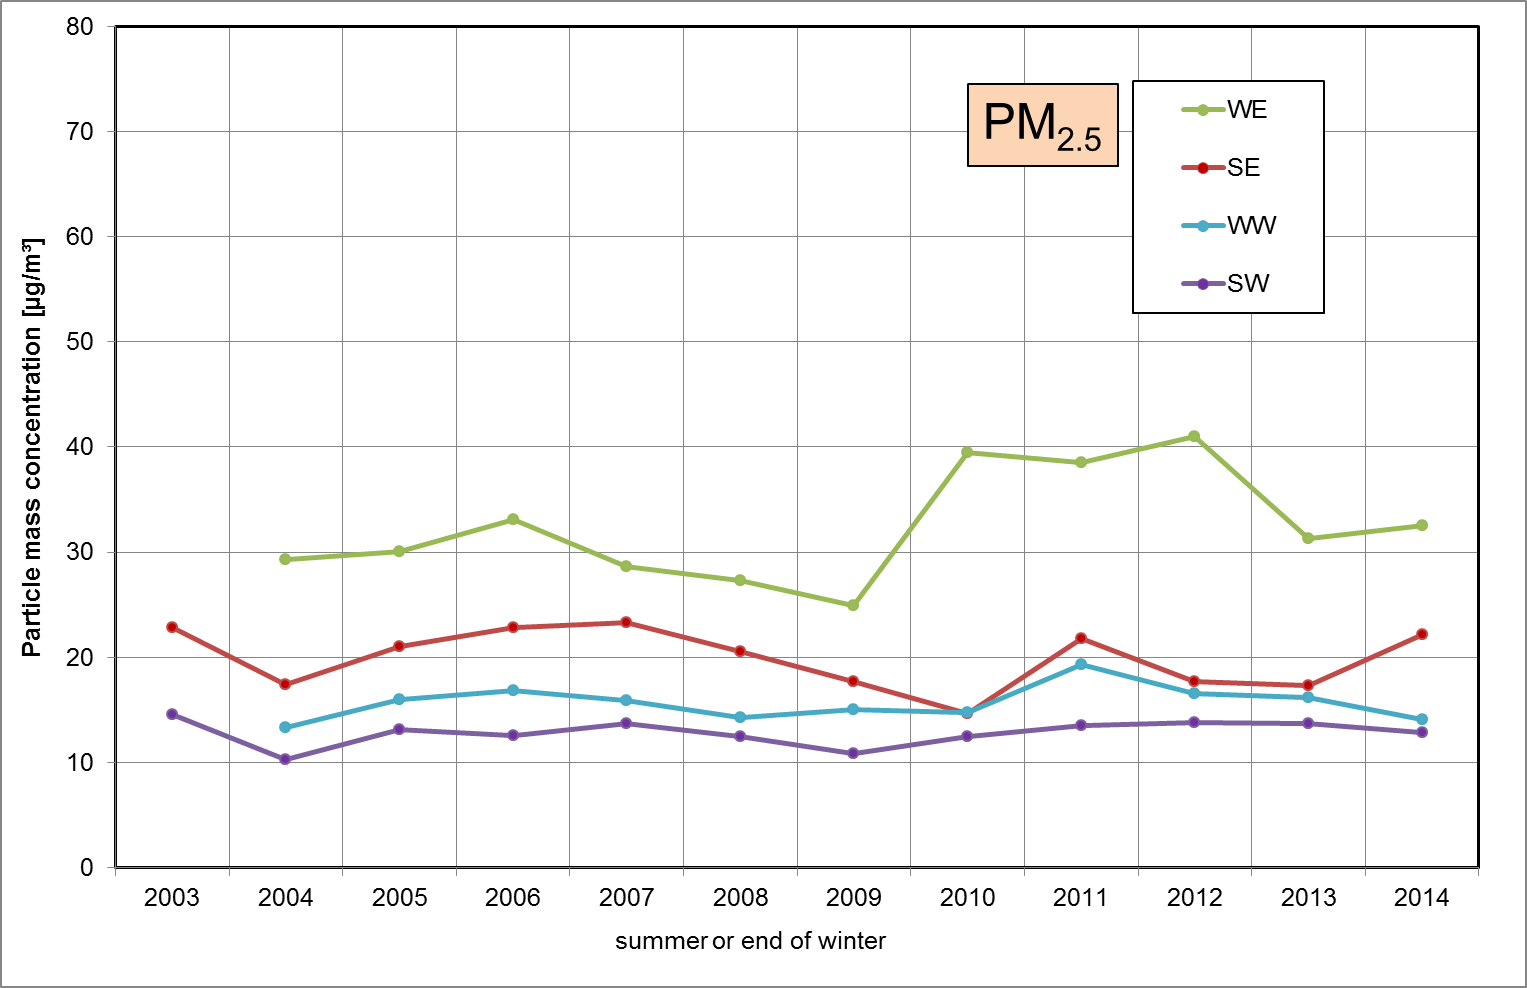 80
70
60
50
40
30
20
10
0
Particle mass concentration [µg/m³]
PM2.5
WE
SE
WW
SW
2003 2004 2005 2006 2007 2008 2009 2010 2011 2012 2013 2014
summer or end of winter